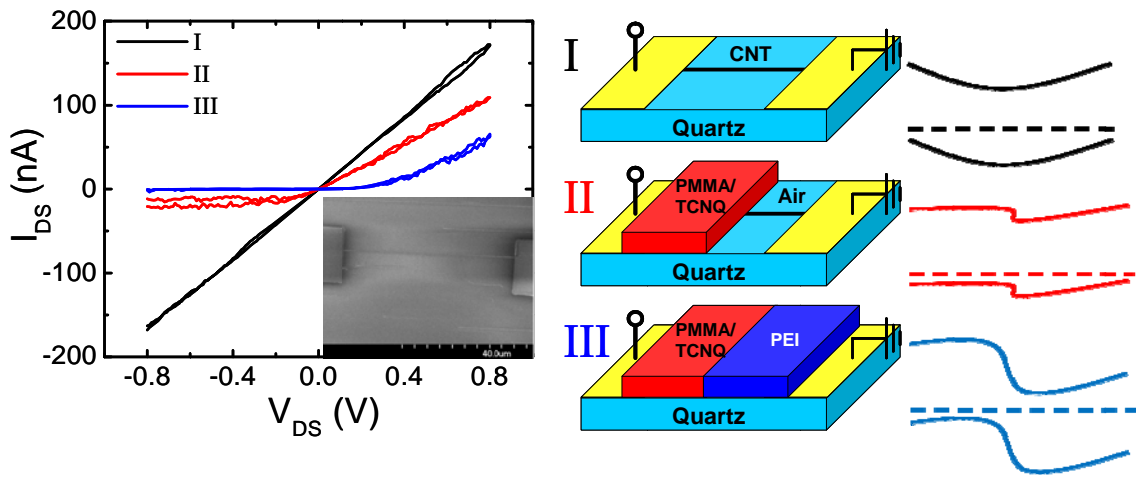 200
100
0
-100
-200
I_DS (nA)
I
II
III
40.0um
-0.8
-0.4
0.0
0.4
0.8
V_DS (V)
I
CNT
Quartz
II
PMMA/
TCNQ
Air
Quartz
III
PMMA/
TCNQ
PEI
Quartz